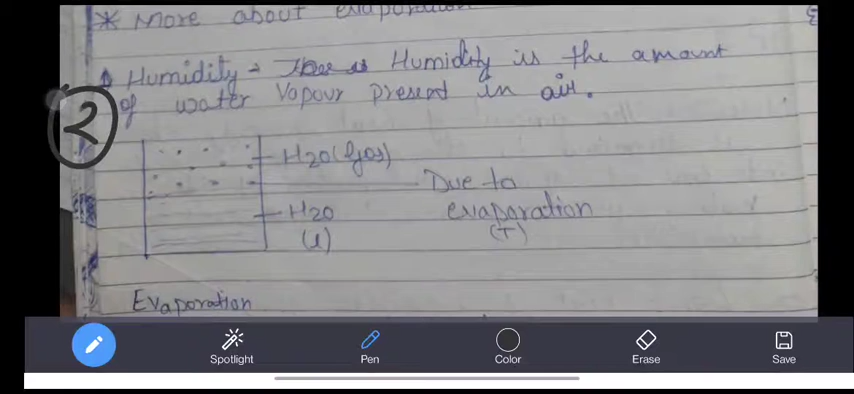 * More about evaporation
Humidity = Humidity is the amount
of water Vapour present in air.
2
H2O (gas)
Due to
H2O
evaporation
(l)
(T)
Evaporation
Spotlight
Pen
Color
Erase
Save